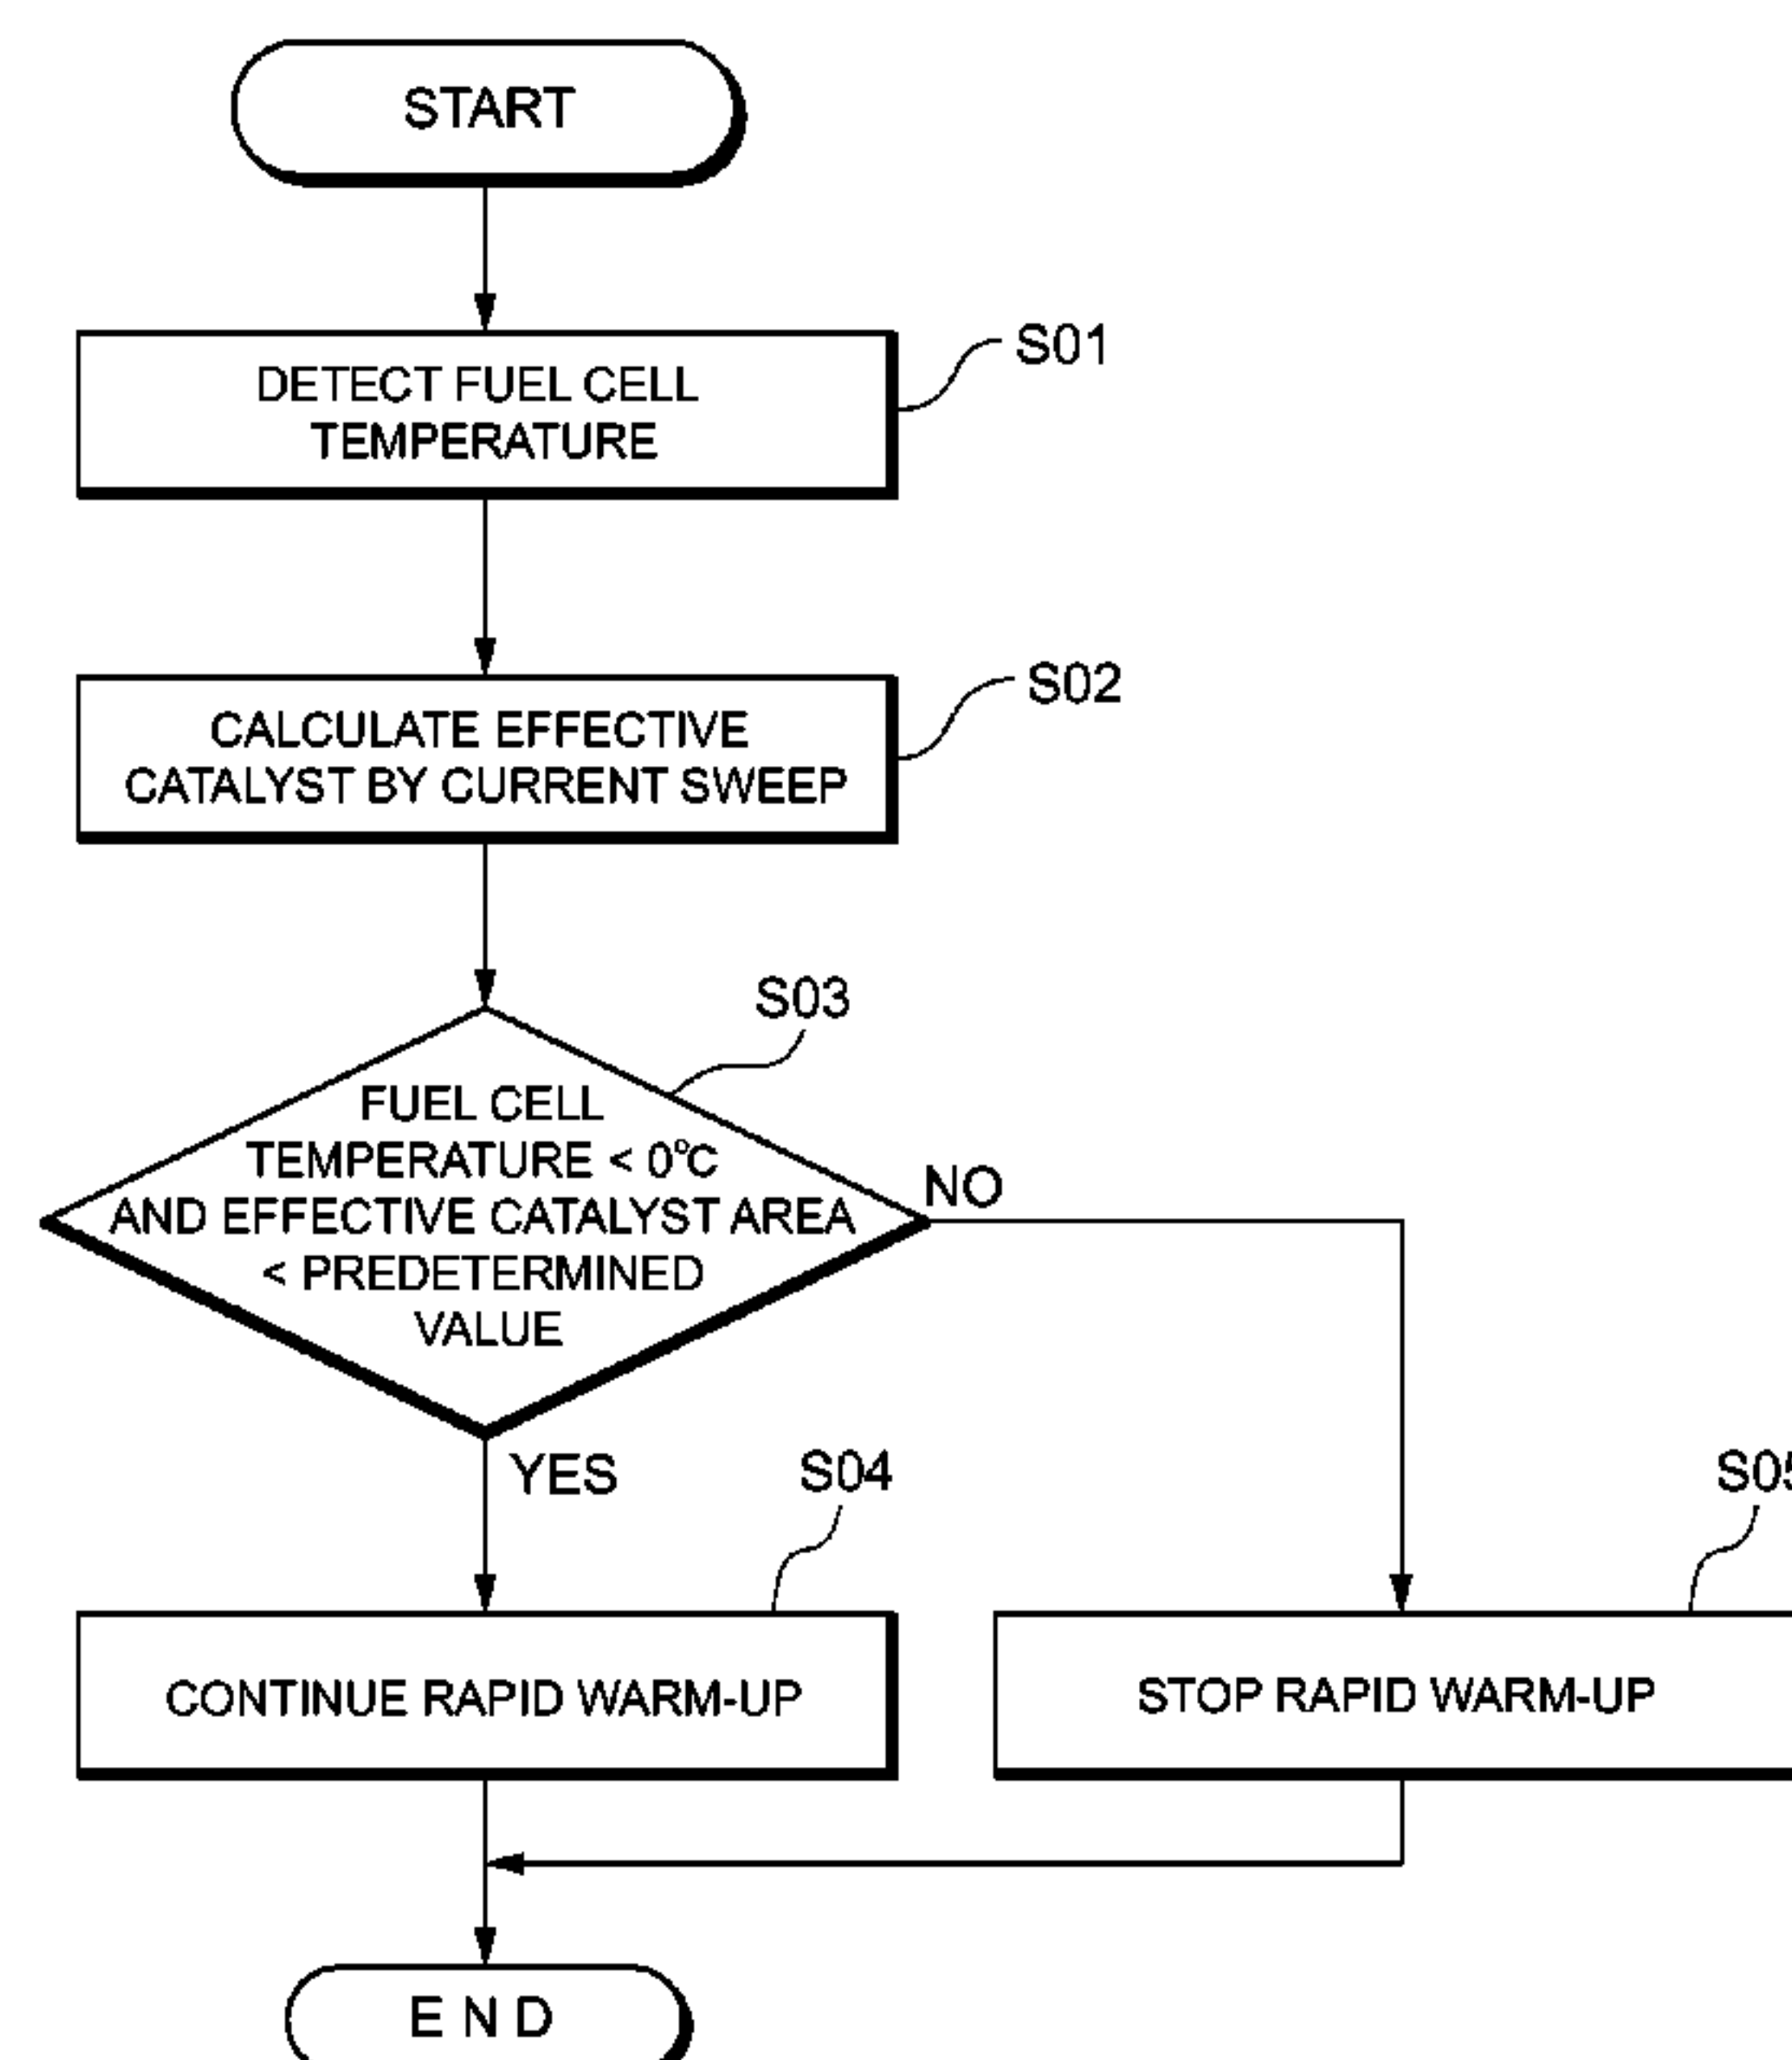 START
DETECT FUEL CELL
TEMPERATURE
S01
CALCULATE EFFECTIVE
CATALYST BY CURRENT SWEEP
S02
S03
FUEL CELL
TEMPERATURE < 0°C
AND EFFECTIVE CATALYST AREA
< PREDETERMINED
VALUE
NO
YES
S04
CONTINUE RAPID WARM-UP
S05
STOP RAPID WARM-UP
E N D